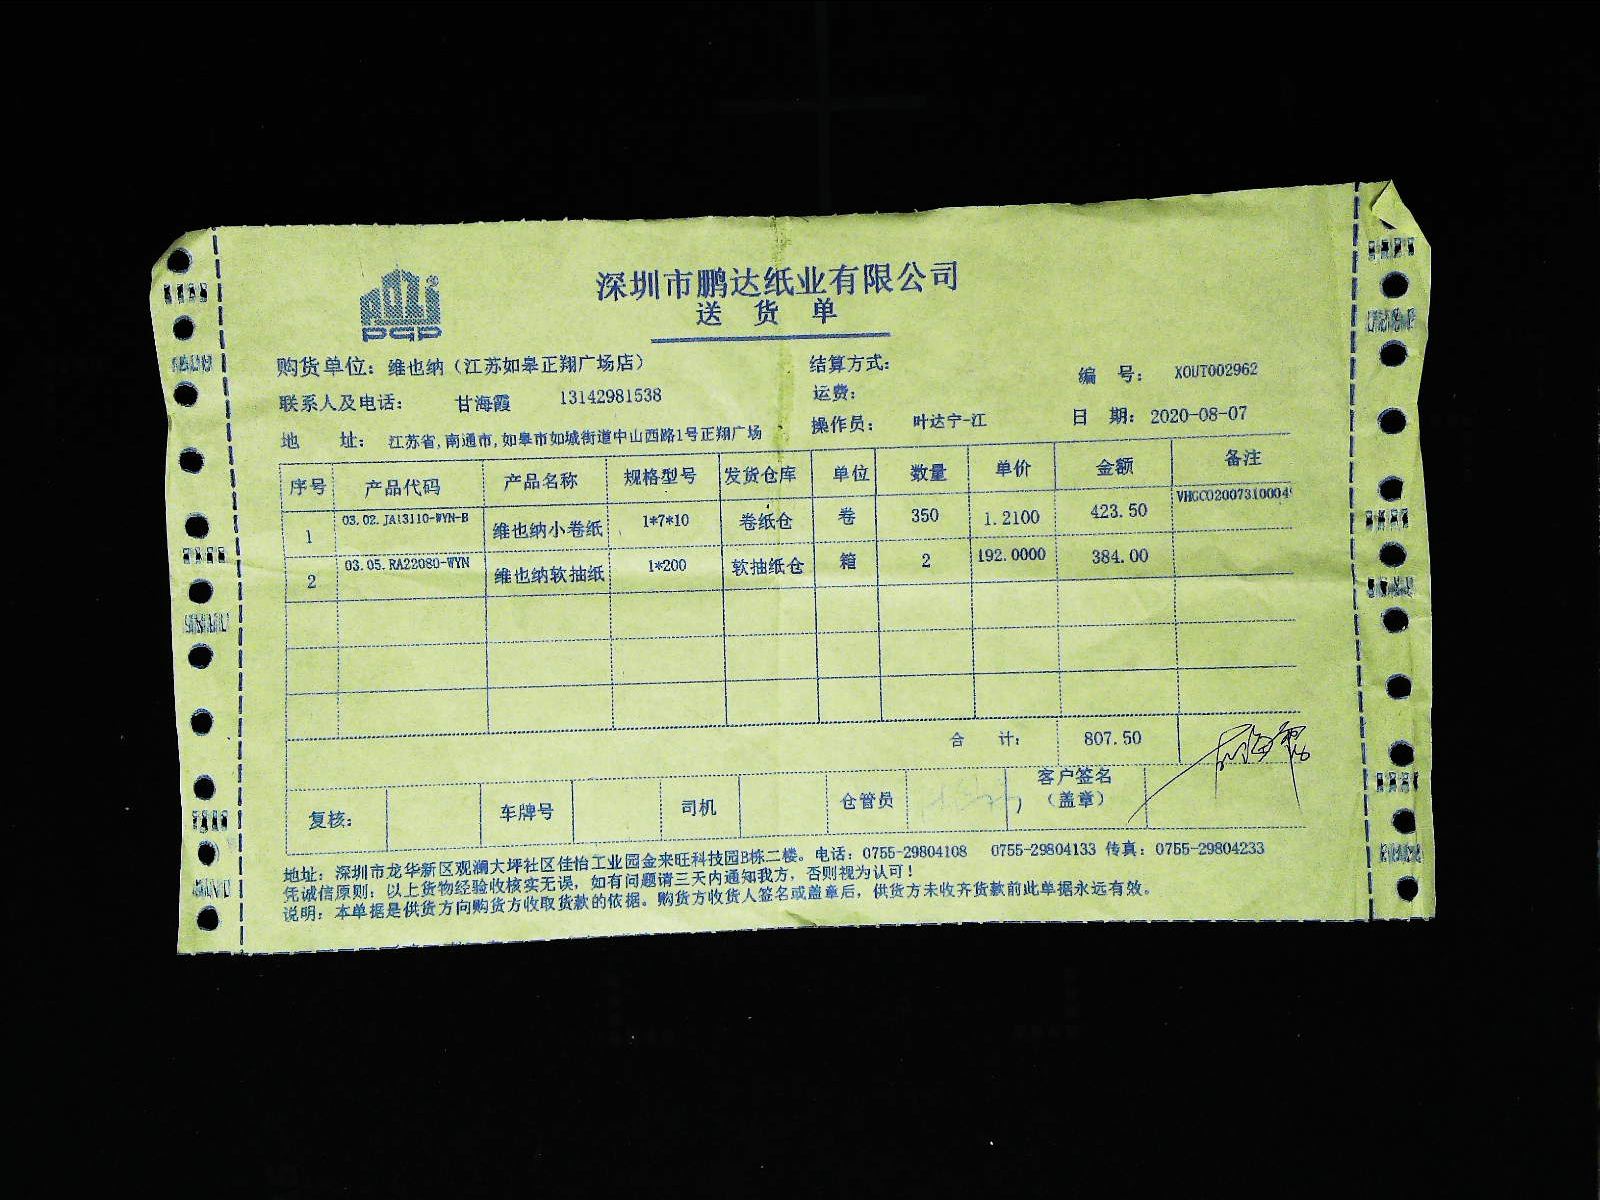 pqp
深圳市鹏达纸业有限公司
送 货 单
购货单位：维也纳（江苏如皋正翔广场店） 结算方式： 编 号： XOUT002962
联系人及电话： 甘海霞 13142981538 运费： 日 期： 2020-08-07
地 址： 江苏省,南通市,如皋市如城街道中山西路1号正翔广场 操作员： 叶达宁-江
序号 产品代码 产品名称 规格型号 发货仓库 单位 数量 单价 金额 备注
1 03.02.JA13110-WYN-B 维也纳小卷纸 1*7*10 卷纸仓 卷 350 1.2100 423.50 VHGC02007310004
2 03.05.RA22080-WYN 维也纳软抽纸 1*200 软抽纸仓 箱 2 192.0000 384.00
合 计： 807.50
复核： 车牌号 司机 仓管员 客户签名（盖章）
地址：深圳市龙华新区观澜大坪社区佳怡工业园金来旺科技园B栋二楼。电话：0755-29804108 0755-29804133 传真：0755-29804233
凭诚信原则：以上货物经验收核实无误，如有问题请三天内通知我方，否则视为认可！
说明：本单据是供货方向购货方收取货款的依据。购货方收货人签名或盖章后，供货方未收齐货款前此单据永远有效。